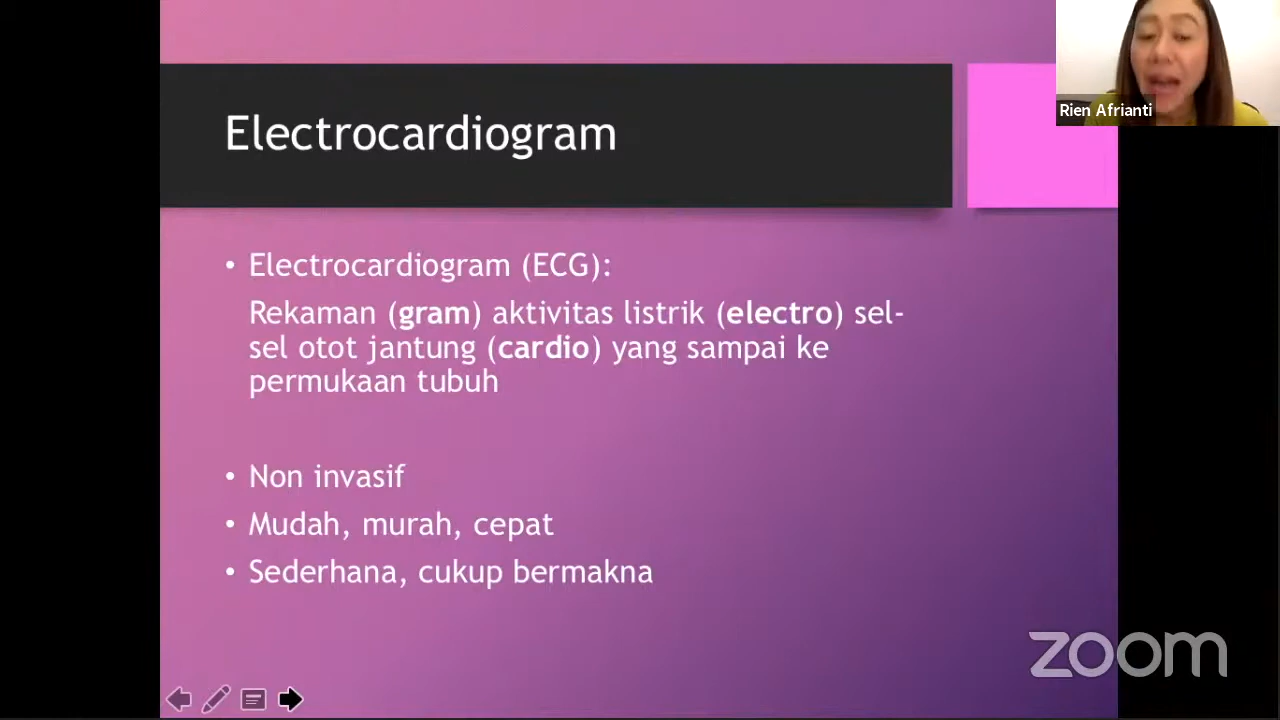 Rien Afrianti
Electrocardiogram
• Electrocardiogram (ECG):
Rekaman (gram) aktivitas listrik (electro) sel-
sel otot jantung (cardio) yang sampai ke
permukaan tubuh
• Non invasif
• Mudah, murah, cepat
• Sederhana, cukup bermakna
zoom